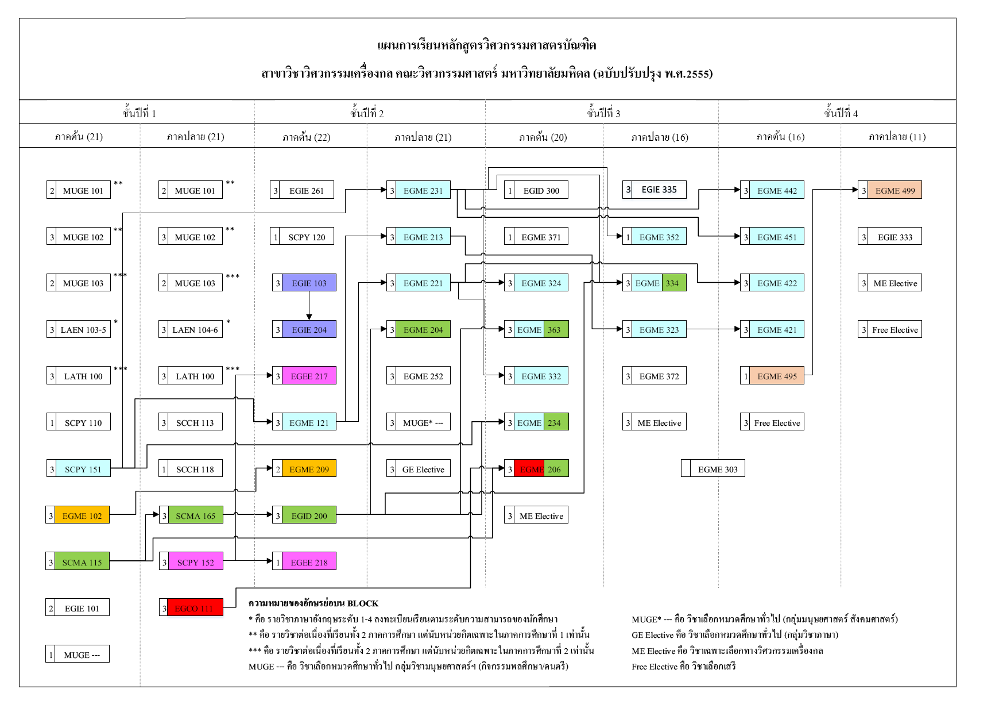 แผนการเรียนหลักสูตรวิศวกรรมศาสตรบัณฑิต
สาขาวิชาวิศวกรรมเครื่องกล คณะวิศวกรรมศาสตร์ มหาวิทยาลัยมหิดล (ฉบับปรับปรุง พ.ศ.2555)
ชั้นปีที่ 1 ชั้นปีที่ 2 ชั้นปีที่ 3 ชั้นปีที่ 4
ภาคต้น (21) ภาคปลาย (21) ภาคต้น (22) ภาคปลาย (21) ภาคต้น (20) ภาคปลาย (16) ภาคต้น (16) ภาคปลาย (11)
2 MUGE 101 ** 2 MUGE 101 ** 3 EGIE 261 3 EGME 231 1 EGID 300 3 EGIE 335 3 EGME 442 3 EGME 499
3 MUGE 102 ** 3 MUGE 102 ** 1 SCPY 120 3 EGME 213 1 EGME 371 1 EGME 352 3 EGME 451 3 EGIE 333
2 MUGE 103 *** 2 MUGE 103 *** 3 EGIE 103 3 EGME 221 3 EGME 324 3 EGME 334 3 EGME 422 3 ME Elective
3 LAEN 103-5 * 3 LAEN 104-6 * 3 EGIE 204 3 EGME 204 3 EGME 363 3 EGME 323 3 EGME 421 3 Free Elective
3 LATH 100 *** 3 LATH 100 *** 3 EGEE 217 3 EGME 252 3 EGME 332 3 EGME 372 1 EGME 495
1 SCPY 110 3 SCCH 113 3 EGME 121 3 MUGE* --- 3 EGME 234 3 ME Elective 3 Free Elective
3 SCPY 151 1 SCCH 118 2 EGME 209 3 GE Elective 3 EGME 206 EGME 303
3 EGME 102 3 SCMA 165 3 EGID 200 3 ME Elective
3 SCMA 115 3 SCPY 152 1 EGEE 218
2 EGIE 101 3 EGCO 111
1 MUGE ---
ความหมายของอักษรย่อบน BLOCK
* คือ รายวิชาภาษาอังกฤษระดับ 1-4 ลงทะเบียนเรียนตามระดับความสามารถของนักศึกษา
** คือ รายวิชาต่อเนื่องที่เรียนทั้ง 2 ภาคการศึกษา แต่นับหน่วยกิตเฉพาะในภาคการศึกษาที่ 1 เท่านั้น
*** คือ รายวิชาต่อเนื่องที่เรียนทั้ง 2 ภาคการศึกษา แต่นับหน่วยกิตเฉพาะในภาคการศึกษาที่ 2 เท่านั้น
MUGE --- คือ วิชาเลือกหมวดศึกษาทั่วไป กลุ่มวิชามนุษยศาสตร์ฯ (กิจกรรมพลศึกษา/ดนตรี)
MUGE* --- คือ วิชาเลือกหมวดศึกษาทั่วไป (กลุ่มมนุษยศาสตร์ สังคมศาสตร์)
GE Elective คือ วิชาเลือกหมวดศึกษาทั่วไป (กลุ่มวิชาภาษา)
ME Elective คือ วิชาเฉพาะเลือกทางวิศวกรรมเครื่องกล
Free Elective คือ วิชาเลือกเสรี